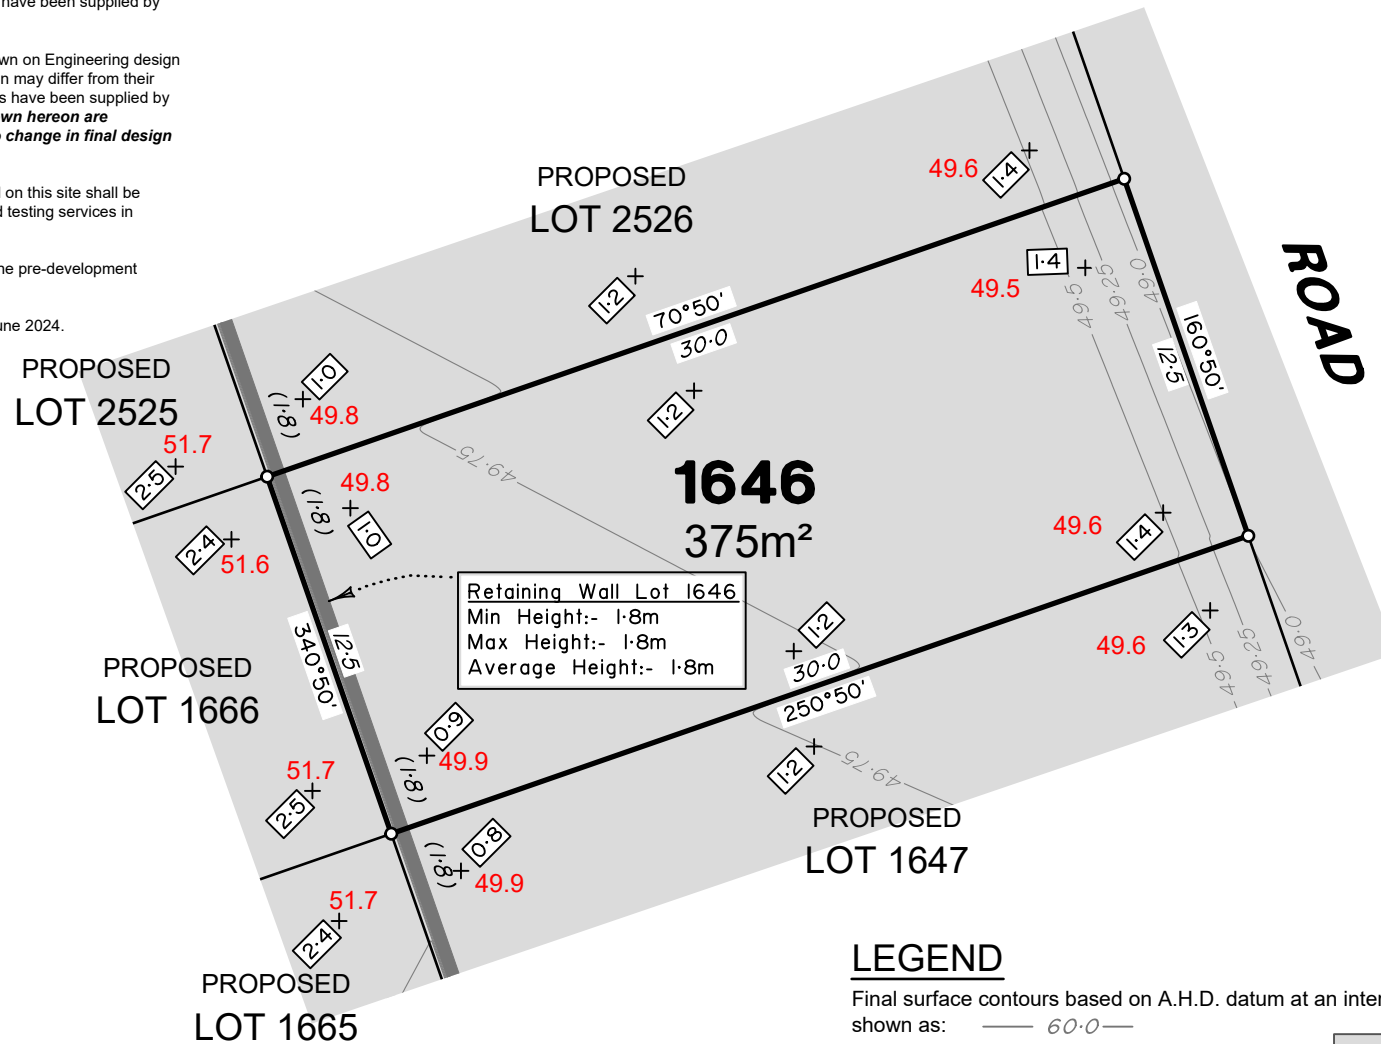 have been supplied by
wn on Engineering design
n may differ from their
s have been supplied by
wn hereon are
o change in final design
l on this site shall be
d testing services in
he pre-development
une 2024.
PROPOSED
LOT 2526
49.6
1·4
1·4
49.5
49·5
49·25
49·0
ROAD
1·2
70°50'
30·0
160°50'
12·5
PROPOSED
LOT 2525
1·0
(1·8)
49.8
51.7
2·5
49.8
(1·8)
1·0
1·2
49·75
1646
375m²
2·4
51.6
49.6
1·4
Retaining Wall Lot 1646
Min Height:- 1·8m
Max Height:- 1·8m
Average Height:- 1·8m
340°50'
12·5
1·2
30·0
250°50'
49.6
1·3
49·5
49·25
49·0
PROPOSED
LOT 1666
0·9
49.9
(1·8)
51.7
2·5
1·2
49·75
PROPOSED
LOT 1647
0·8
(1·8)
49.9
51.7
2·4
PROPOSED
LOT 1665
LEGEND
Final surface contours based on A.H.D. datum at an inter
shown as: 60·0